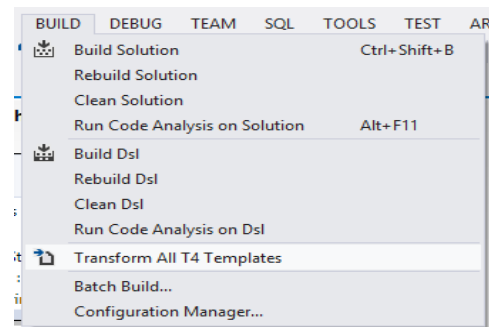 BUILD DEBUG TEAM SQL TOOLS TEST AR
Build Solution Ctrl+Shift+B
Rebuild Solution
Clean Solution
Run Code Analysis on Solution Alt+F11
Build Dsl
Rebuild Dsl
Clean Dsl
Run Code Analysis on Dsl
Transform All T4 Templates
Batch Build...
Configuration Manager...